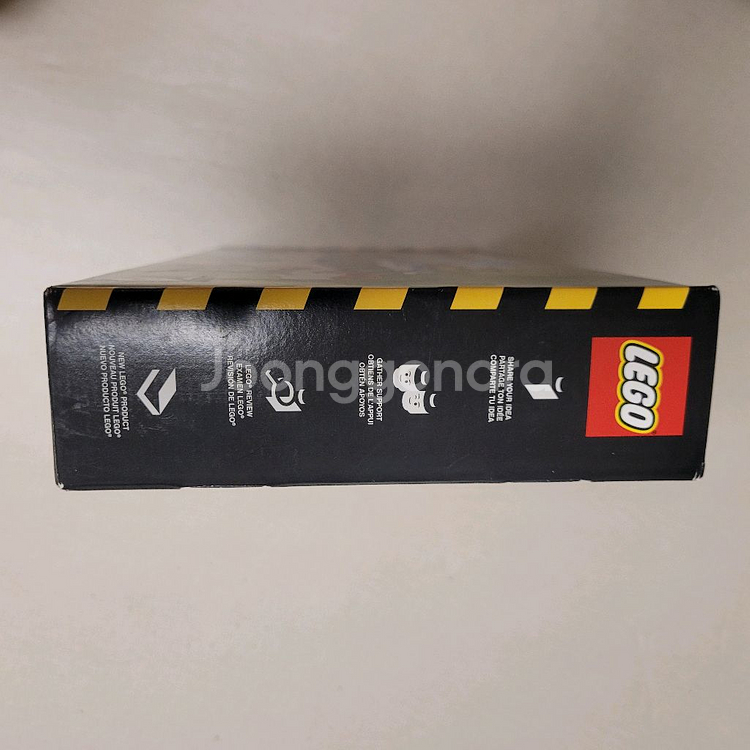 LEGO
SHARE YOUR IDEA
PARTAGE TON IDÉE
COMPARTE TU IDEA
GATHER SUPPORT
OBTIENS DE L'APPUI
OBTÉN APOYOS
LEGO® REVIEW
EXAMEN LEGO®
REVISIÓN DE LEGO®
NEW LEGO® PRODUCT
NOUVEAU PRODUIT LEGO®
NUEVO PRODUCTO LEGO®
Joonggonara